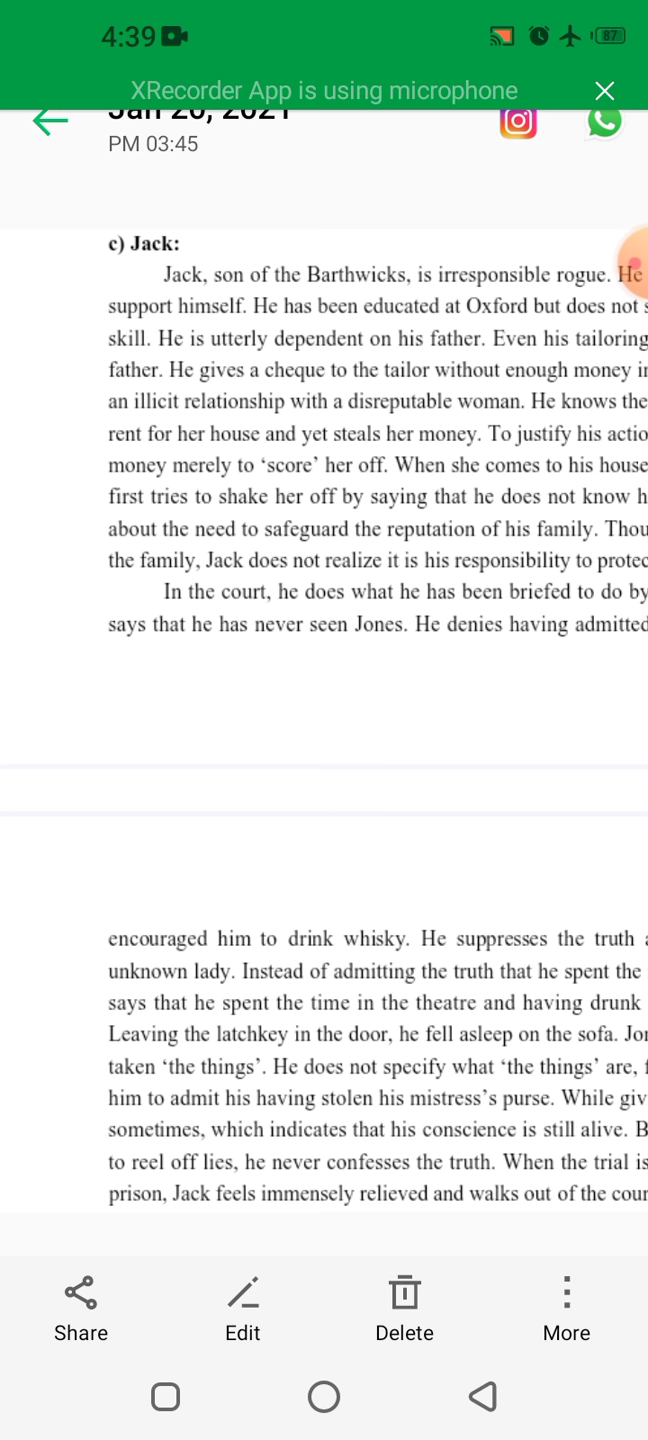 4:39
87
XRecorder App is using microphone
Jan 20, 2021
PM 03:45
c) Jack:
Jack, son of the Barthwicks, is irresponsible rogue. He
support himself. He has been educated at Oxford but does not
skill. He is utterly dependent on his father. Even his tailoring
father. He gives a cheque to the tailor without enough money
an illicit relationship with a disreputable woman. He knows the
rent for her house and yet steals her money. To justify his
money merely to ‘score’ her off. When she comes to his house
first tries to shake her off by saying that he does not know
about the need to safeguard the reputation of his family.
the family, Jack does not realize it is his responsibility to
In the court, he does what he has been briefed to do by
says that he has never seen Jones. He denies having admitted
encouraged him to drink whisky. He suppresses the truth
unknown lady. Instead of admitting the truth that he spent the
says that he spent the time in the theatre and having drunk
Leaving the latchkey in the door, he fell asleep on the sofa.
taken ‘the things’. He does not specify what ‘the things’ are,
him to admit his having stolen his mistress’s purse. While
sometimes, which indicates that his conscience is still alive.
to reel off lies, he never confesses the truth. When the trial is
prison, Jack feels immensely relieved and walks out of the
Share
Edit
Delete
More